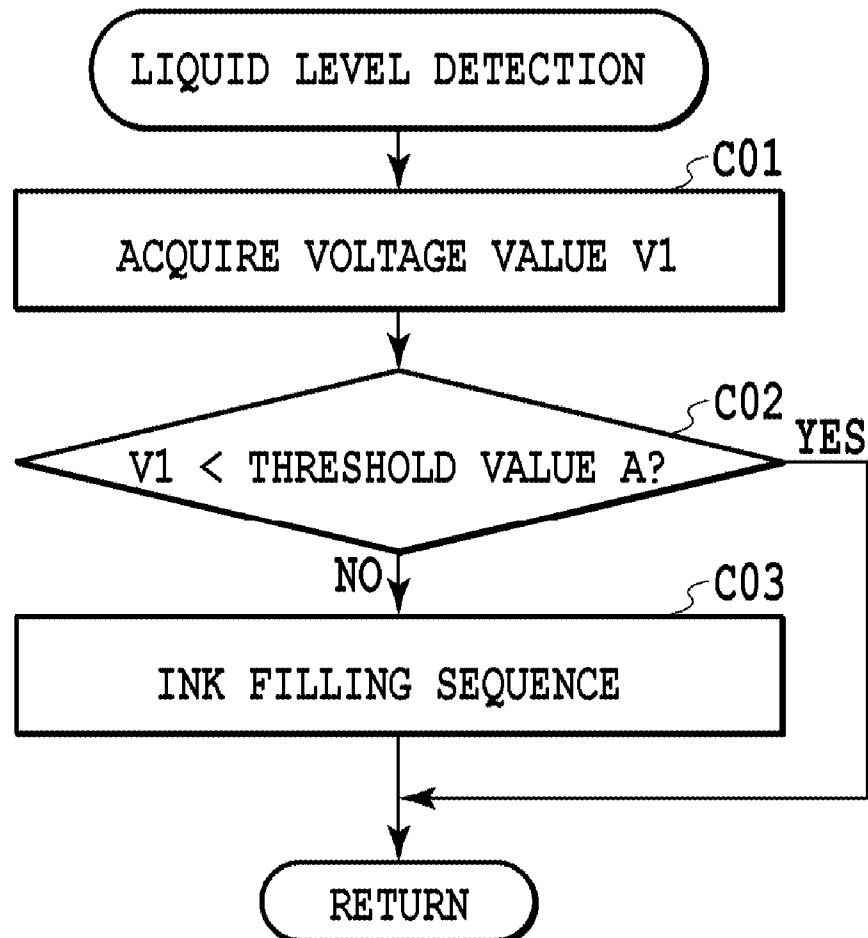 LIQUID LEVEL DETECTION
C01
ACQUIRE VOLTAGE VALUE V1
C02
YES
V1 < THRESHOLD VALUE A?
NO
C03
INK FILLING SEQUENCE
RETURN